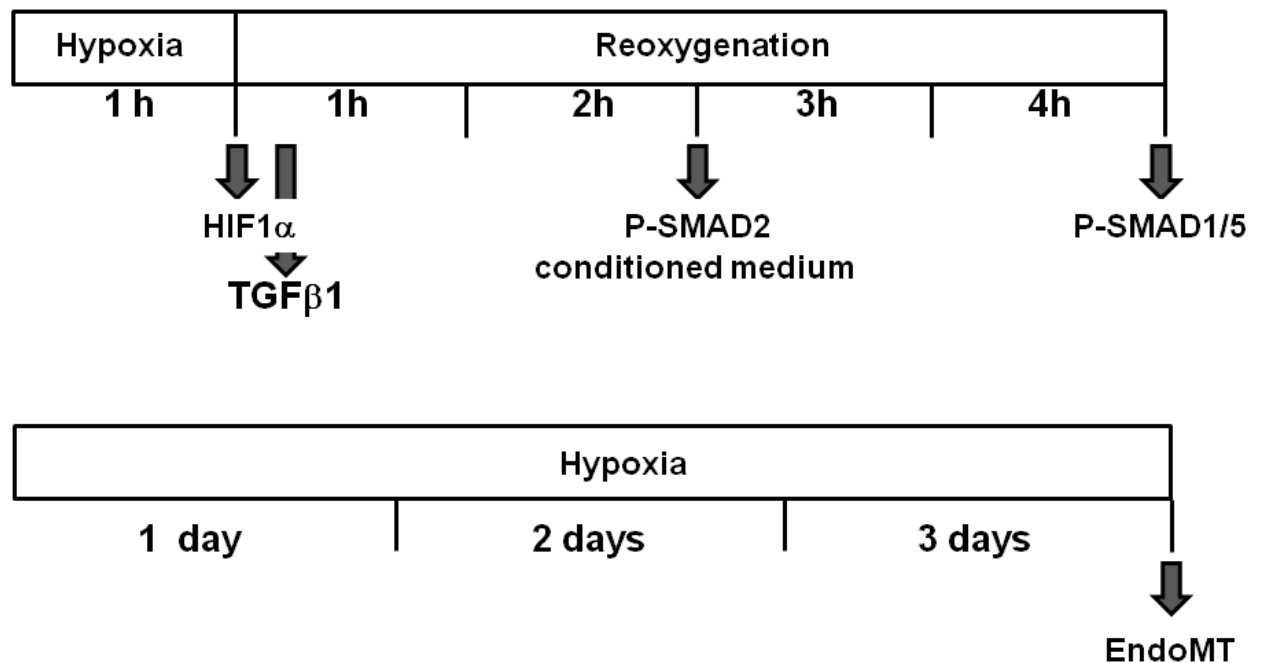 Hypoxia Reoxygenation
1 h 1h 2h 3h 4h
HIF1α P-SMAD2 P-SMAD1/5
conditioned medium
TGFβ1
Hypoxia
1 day 2 days 3 days
EndoMT